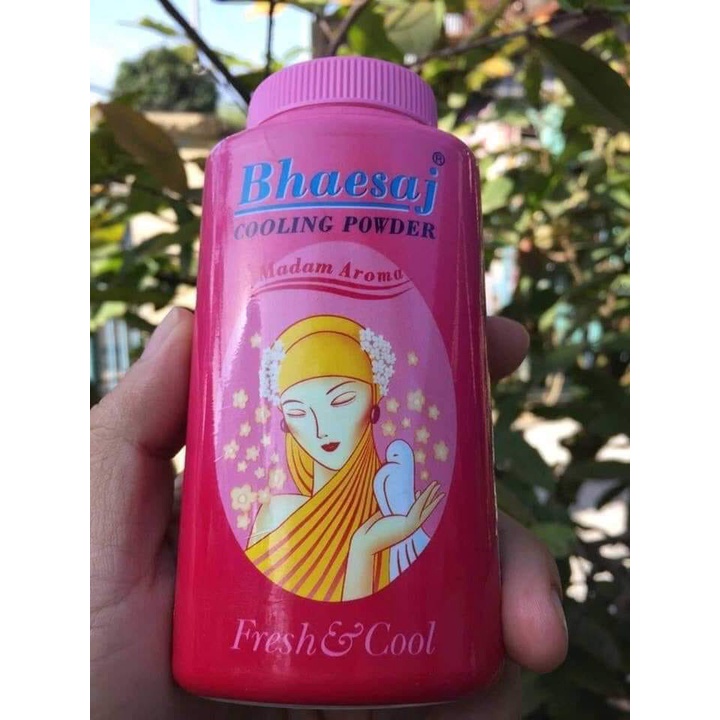 Bhaesaj®
COOLING POWDER
Madam Aroma
Fresh & Cool